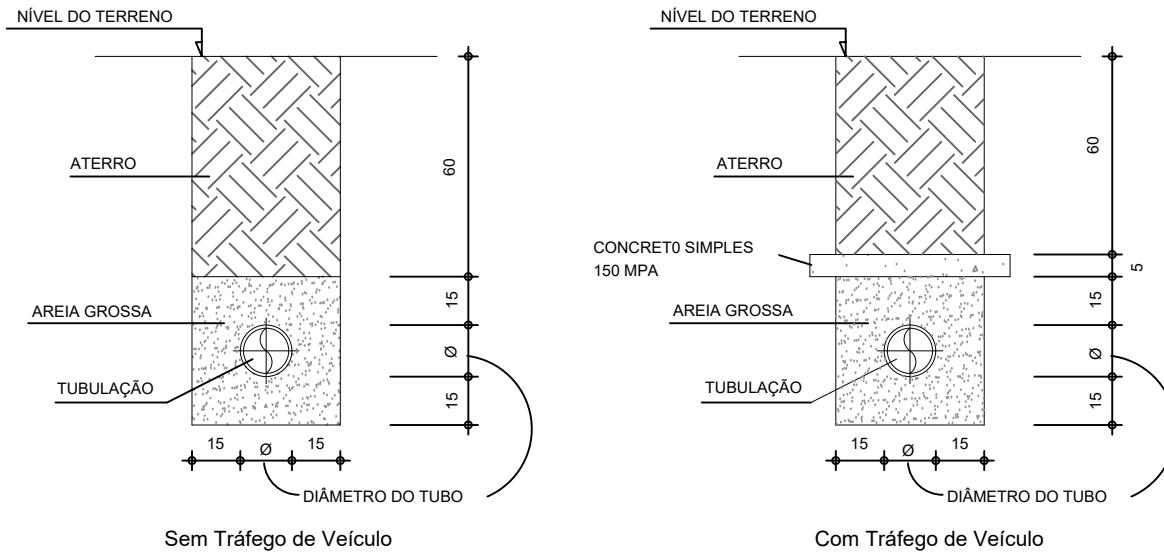 NÍVEL DO TERRENO
ATERRO
AREIA GROSSA
TUBULAÇÃO
60
15
Ø
15
15
Ø
15
DIÂMETRO DO TUBO
Sem Tráfego de Veículo
NÍVEL DO TERRENO
ATERRO
CONCRET0 SIMPLES
150 MPA
AREIA GROSSA
TUBULAÇÃO
60
5
15
Ø
15
15
Ø
15
DIÂMETRO DO TUBO
Com Tráfego de Veículo